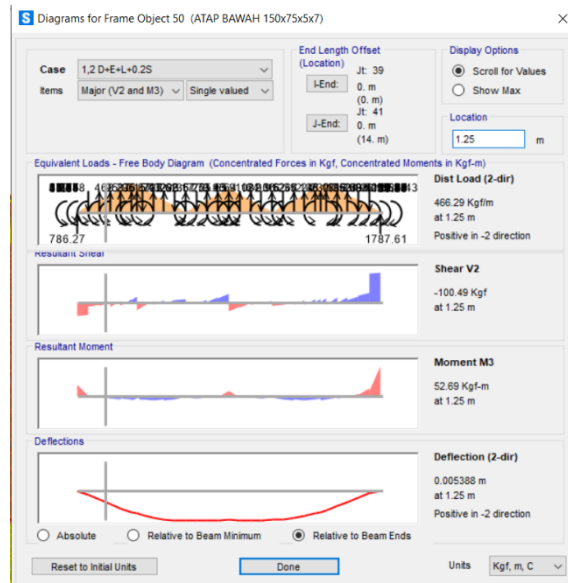 Diagrams for Frame Object 50 (ATAP BAWAH 150x75x5x7)
Case 1,2 D+E+L+0.2S
Items Major (V2 and M3) Single valued
End Length Offset
(Location)
Jt: 39
I-End: 0. m
(0. m)
Jt: 41
J-End: 0. m
(14. m)
Display Options
Scroll for Values
Show Max
Location
1.25 m
Equivalent Loads - Free Body Diagram (Concentrated Forces in Kgf, Concentrated Moments in Kgf-m)
786.27
1787.61
Dist Load (2-dir)
466.29 Kgf/m
at 1.25 m
Positive in -2 direction
Resultant Shear
Shear V2
-100.49 Kgf
at 1.25 m
Resultant Moment
Moment M3
52.69 Kgf-m
at 1.25 m
Deflections
Deflection (2-dir)
0.005388 m
at 1.25 m
Positive in -2 direction
Absolute
Relative to Beam Minimum
Relative to Beam Ends
Reset to Initial Units
Done
Units Kgf, m, C